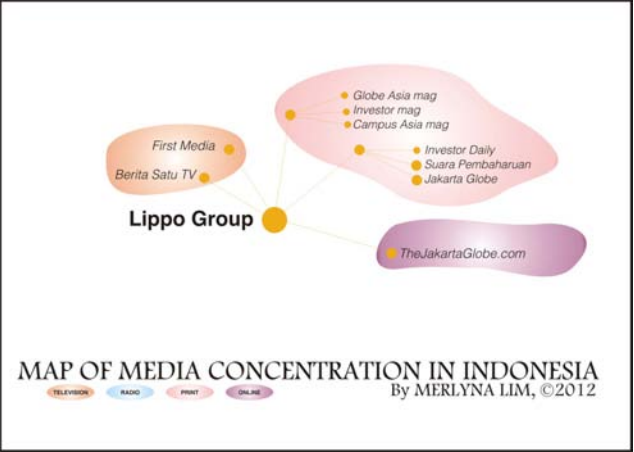 Globe Asia mag
Investor mag
Campus Asia mag
First Media
Investor Daily
Suara Pembaharuan
Berita Satu TV
Jakarta Globe
Lippo Group
TheJakartaGlobe.com
MAP OF MEDIA CONCENTRATION IN INDONESIA
TELEVISION RADIO PRINT ONLINE
By MERLYNA LIM, ©2012